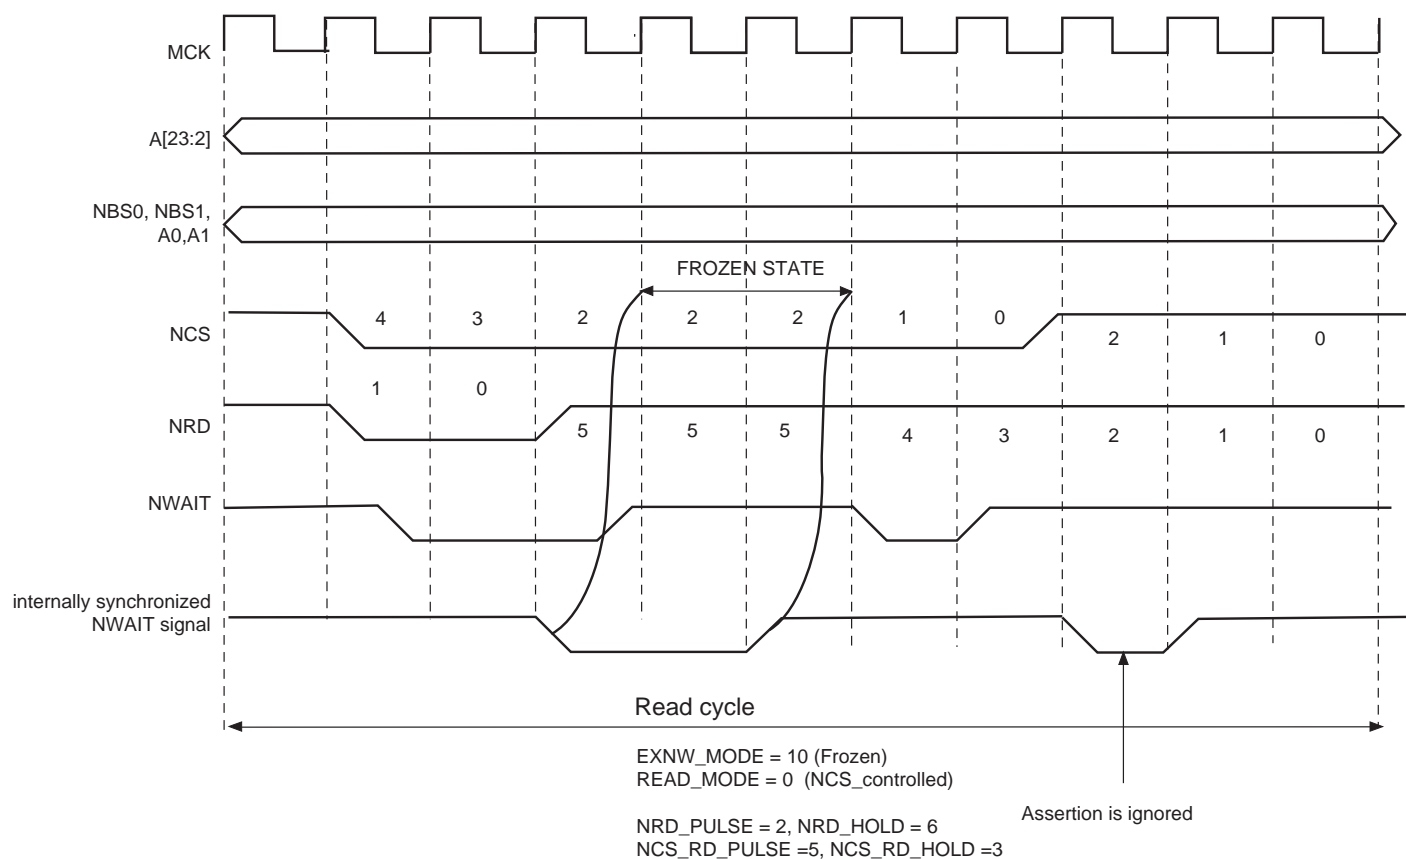 MCK
A[23:2]
NBS0, NBS1,
A0,A1
FROZEN STATE
4 3 2 2 2 1 0
NCS
2 1 0
1 0
NRD
5 5 5 4 3 2 1 0
NWAIT
internally synchronized
NWAIT signal
Read cycle
EXNW_MODE = 10 (Frozen)
READ_MODE = 0 (NCS_controlled)
Assertion is ignored
NRD_PULSE = 2, NRD_HOLD = 6
NCS_RD_PULSE =5, NCS_RD_HOLD =3